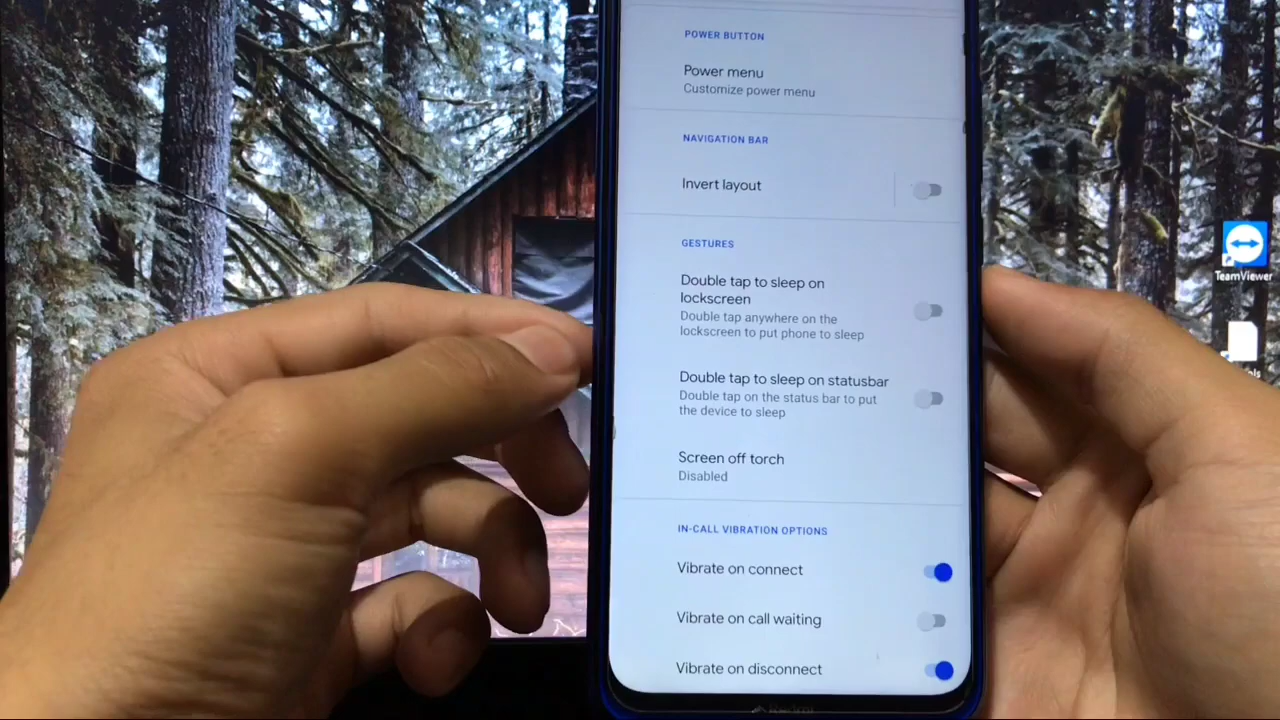 POWER BUTTON
Power menu
Customize power menu
NAVIGATION BAR
Invert layout
GESTURES
Double tap to sleep on
lockscreen
Double tap anywhere on the
lockscreen to put phone to sleep
Double tap to sleep on statusbar
Double tap on the status bar to put
the device to sleep
Screen off torch
Disabled
IN-CALL VIBRATION OPTIONS
Vibrate on connect
Vibrate on call waiting
Vibrate on disconnect
Redmi
TeamViewer